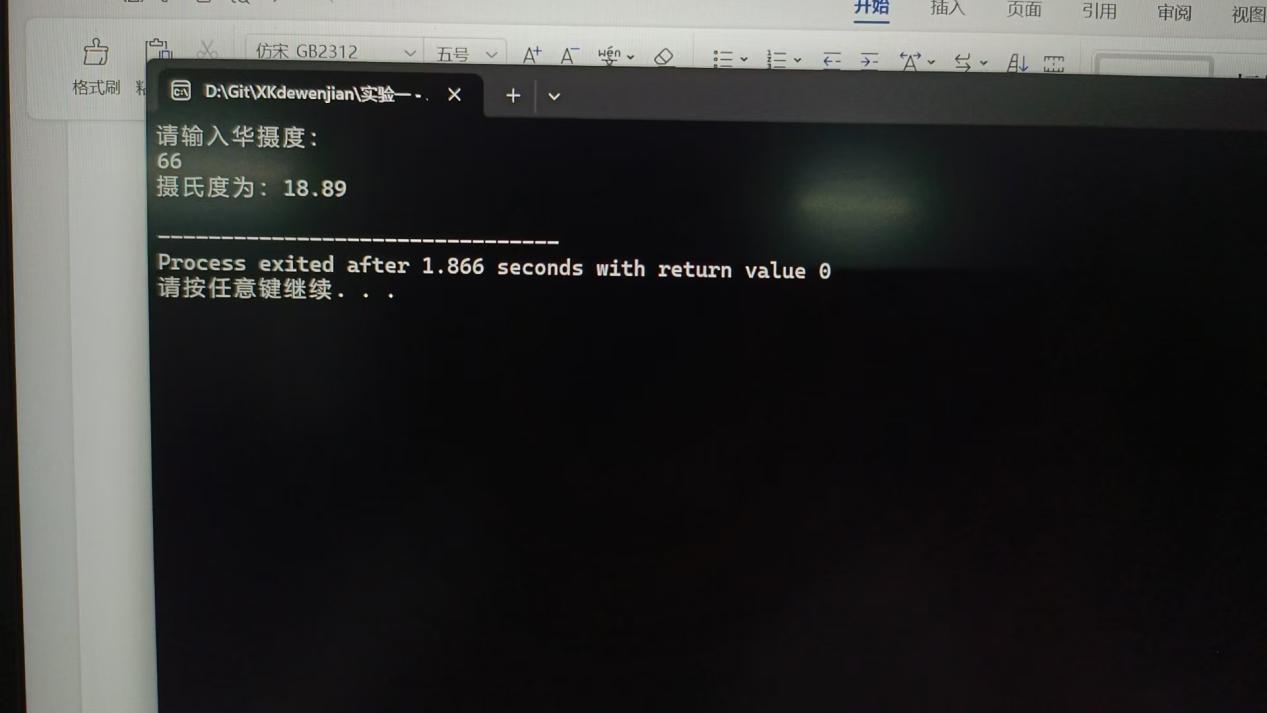 开始 插入 页面 引用 审阅 视图
仿宋 GB2312 五号 A+ A- wén
格式刷
D:\Git\XKdewenjian\实验一 - .
请输入华摄度：
66
摄氏度为：18.89
--------------------------------
Process exited after 1.866 seconds with return value 0
请按任意键继续. . .